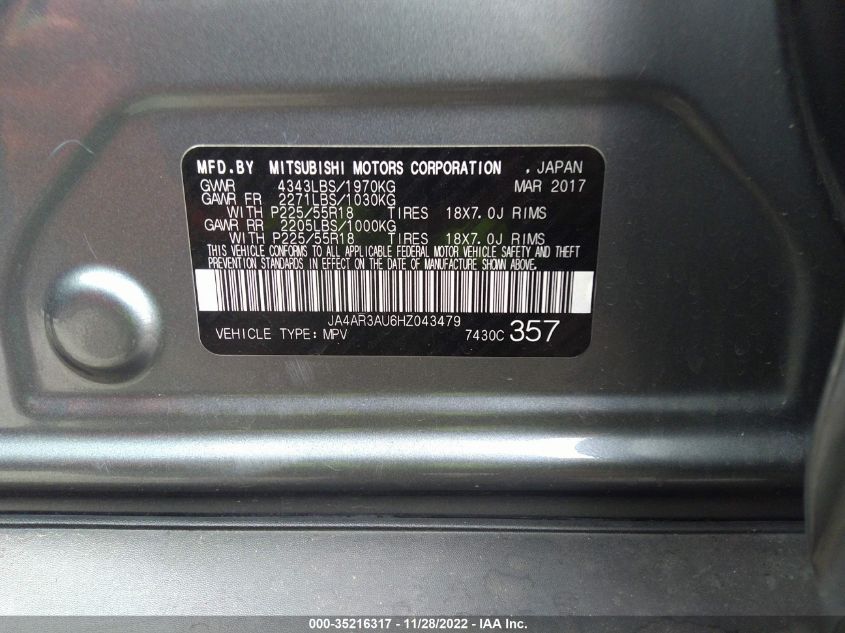 MFD.BY MITSUBISHI MOTORS CORPORATION , JAPAN
GVWR 4343LBS/1970KG MAR 2017
GAWR FR 2271LBS/1030KG
WITH P225/55R18 TIRES 18X7.0J RIMS
GAWR RR 2205LBS/1000KG
WITH P225/55R18 TIRES 18X7.0J RIMS
THIS VEHICLE CONFORMS TO ALL APPLICABLE FEDERAL MOTOR VEHICLE SAFETY AND THEFT
PREVENTION STANDARDS IN EFFECT ON THE DATE OF MANUFACTURE SHOWN ABOVE.
JA4AR3AU6HZ043479
VEHICLE TYPE: MPV 7430C 357
000-35216317 - 11/28/2022 - IAA Inc.